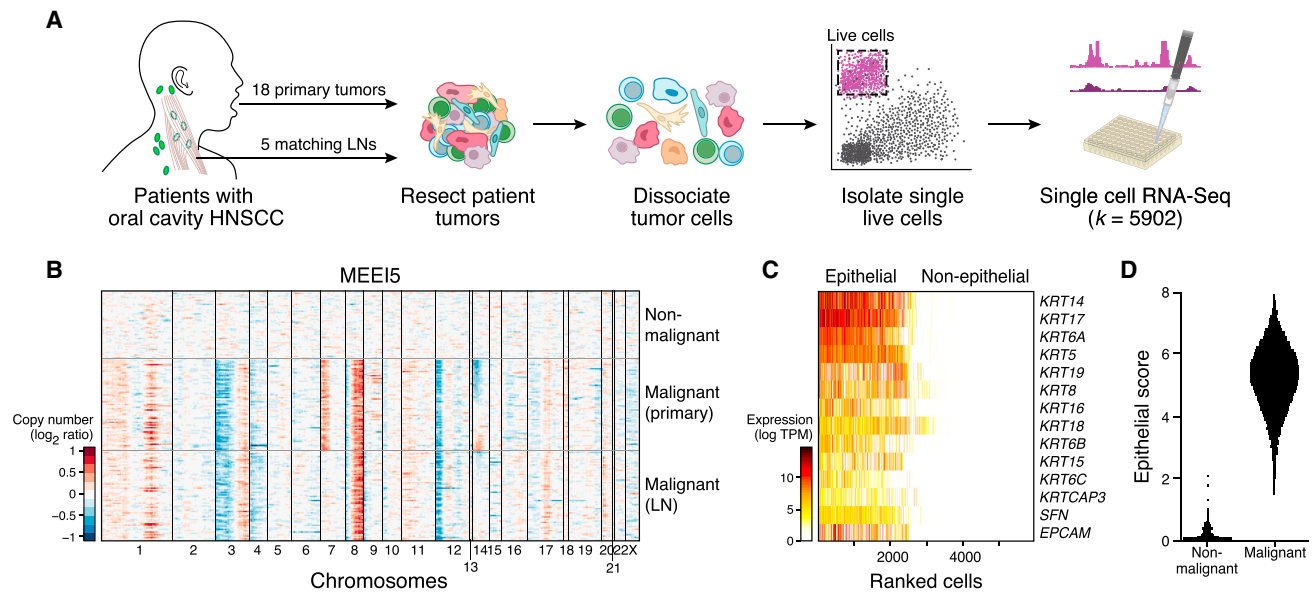 A
18 primary tumors
5 matching LNs
Live cells
Patients with
oral cavity HNSCC
Resect patient
tumors
Dissociate
tumor cells
Isolate single
live cells
Single cell RNA-Seq
(k = 5902)
B
MEEI5
Non-
malignant
Malignant
(primary)
Malignant
(LN)
Copy number
(log2 ratio)
1
0.5
0
−0.5
−1
1 2 3 4 5 6 7 8 9 10 11 12 13 14 15 16 17 18 19 20 21 22 X
Chromosomes
C
Epithelial Non-epithelial
KRT14
KRT17
KRT6A
KRT5
KRT19
KRT8
KRT16
KRT18
KRT6B
KRT15
KRT6C
KRTCAP3
SFN
EPCAM
Expression
(log TPM)
10
5
0
2000 4000
Ranked cells
D
Epithelial score
8
6
4
2
0
Non-
malignant
Malignant